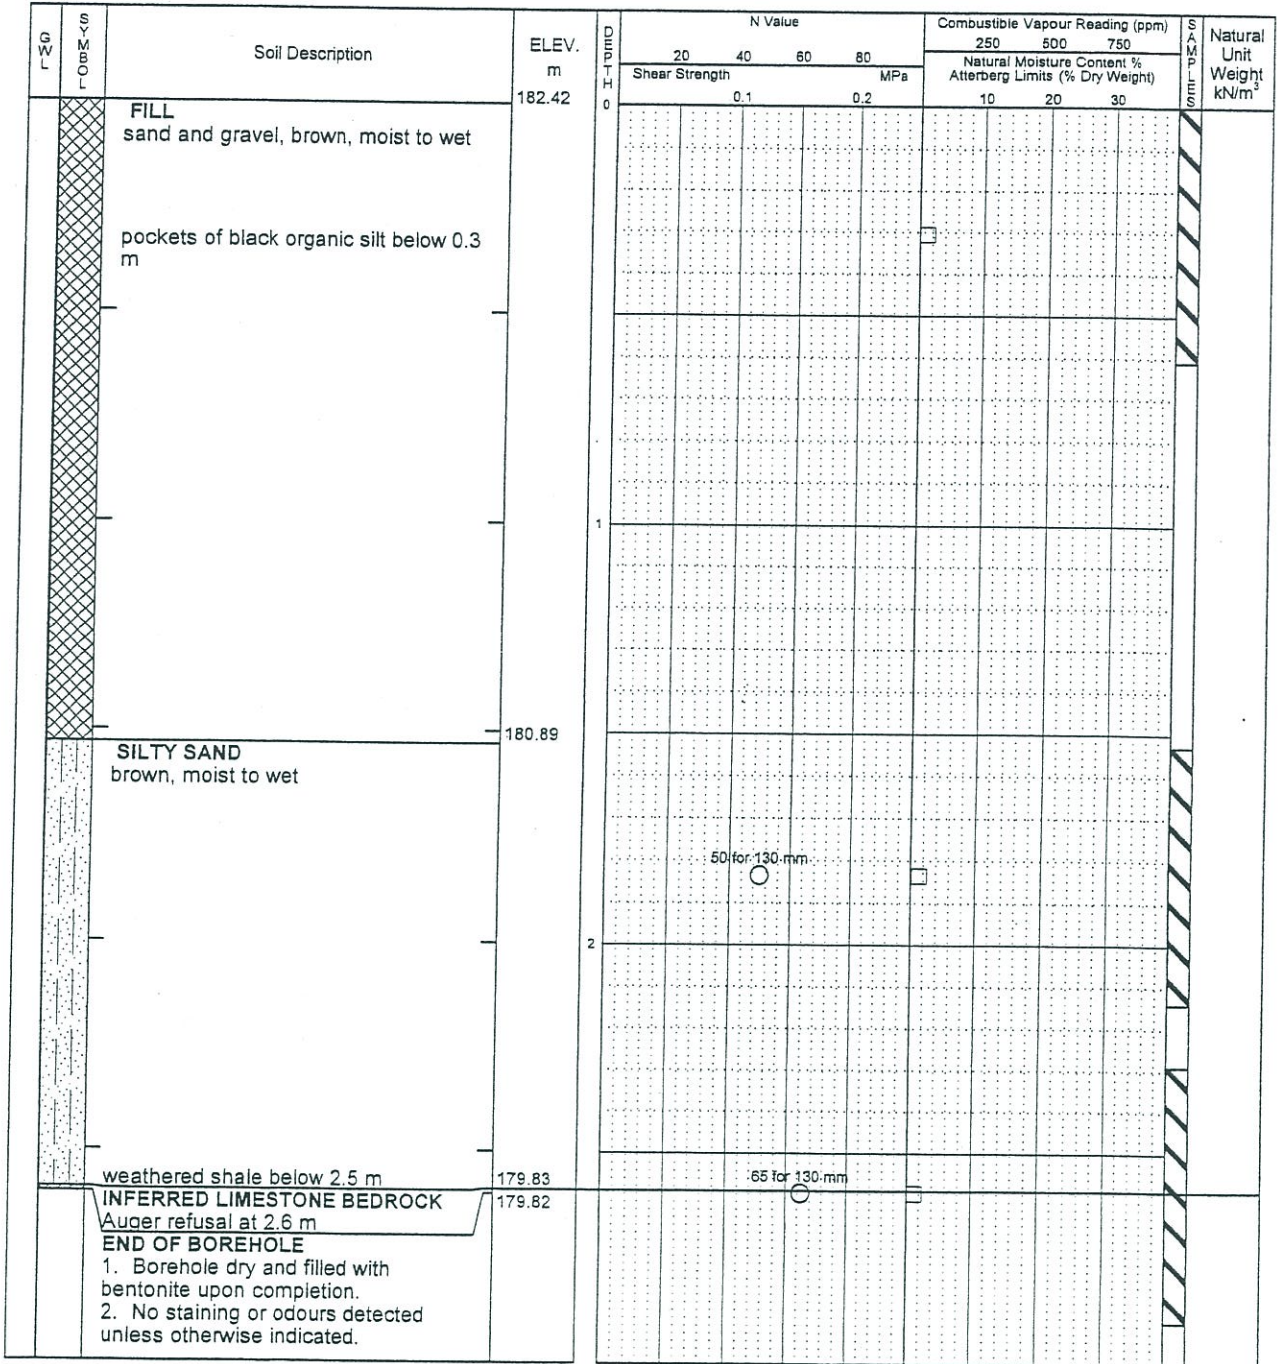 GWL
SYMBOL
Soil Description
ELEV.
m
DEPTH
N Value
20 40 60 80
Shear Strength MPa
0.1 0.2
Combustible Vapour Reading (ppm)
250 500 750
Natural Moisture Content %
Atterberg Limits (% Dry Weight)
10 20 30
SAMPLES
Natural
Unit
Weight
kN/m³
182.42
0
FILL
sand and gravel, brown, moist to wet
pockets of black organic silt below 0.3
m
1
180.89
SILTY SAND
brown, moist to wet
50 for 130 mm
2
weathered shale below 2.5 m
179.83
65 for 130 mm
INFERRED LIMESTONE BEDROCK
179.82
Auger refusal at 2.6 m
END OF BOREHOLE
1. Borehole dry and filled with
bentonite upon completion.
2. No staining or odours detected
unless otherwise indicated.